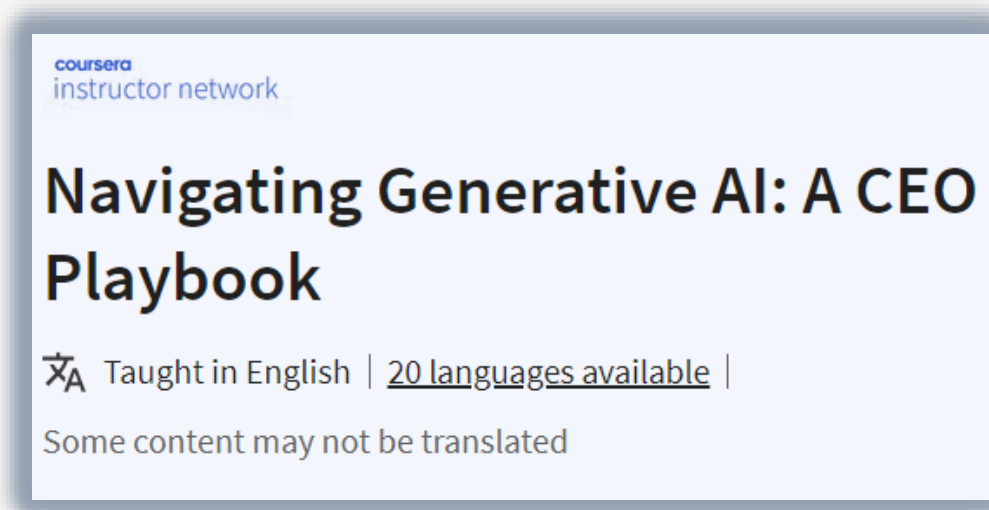 coursera
instructor network
Navigating Generative AI: A CEO
Playbook
Taught in English | 20 languages available |
Some content may not be translated